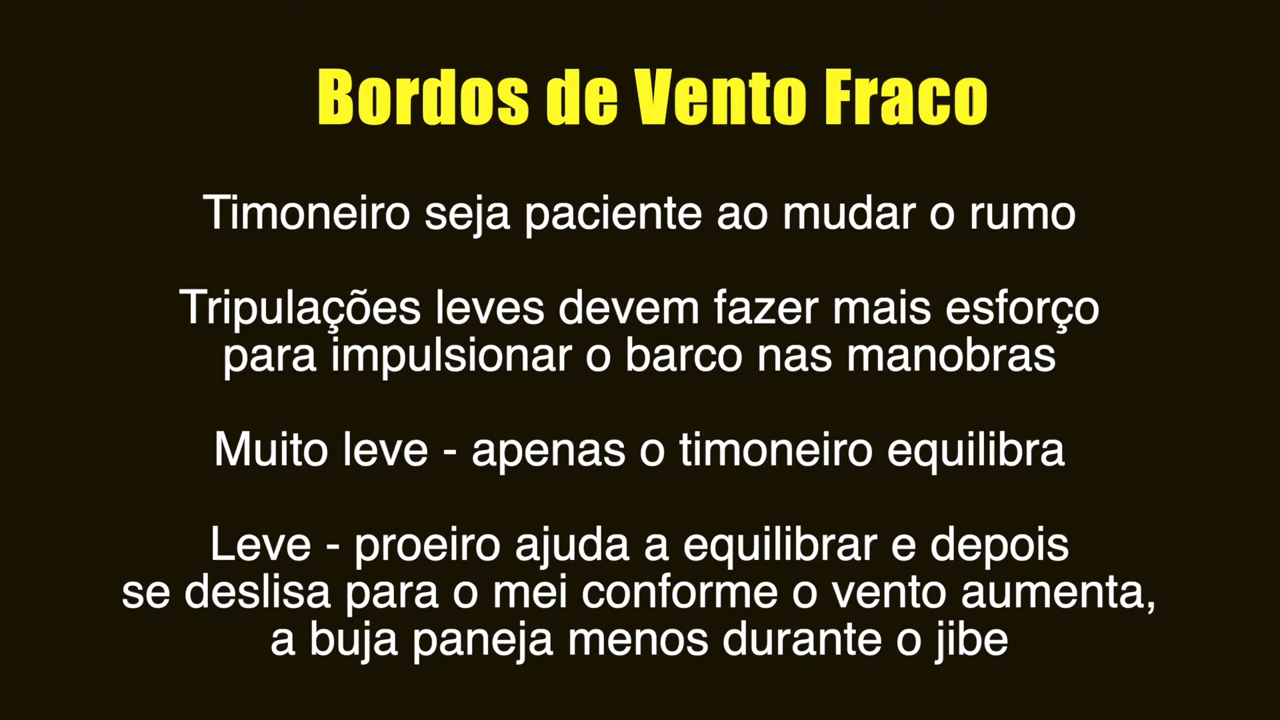 Bordos de Vento Fraco
Timoneiro seja paciente ao mudar o rumo
Tripulações leves devem fazer mais esforço
para impulsionar o barco nas manobras
Muito leve - apenas o timoneiro equilibra
Leve - proeiro ajuda a equilibrar e depois
se deslisa para o mei conforme o vento aumenta,
a buja paneja menos durante o jibe